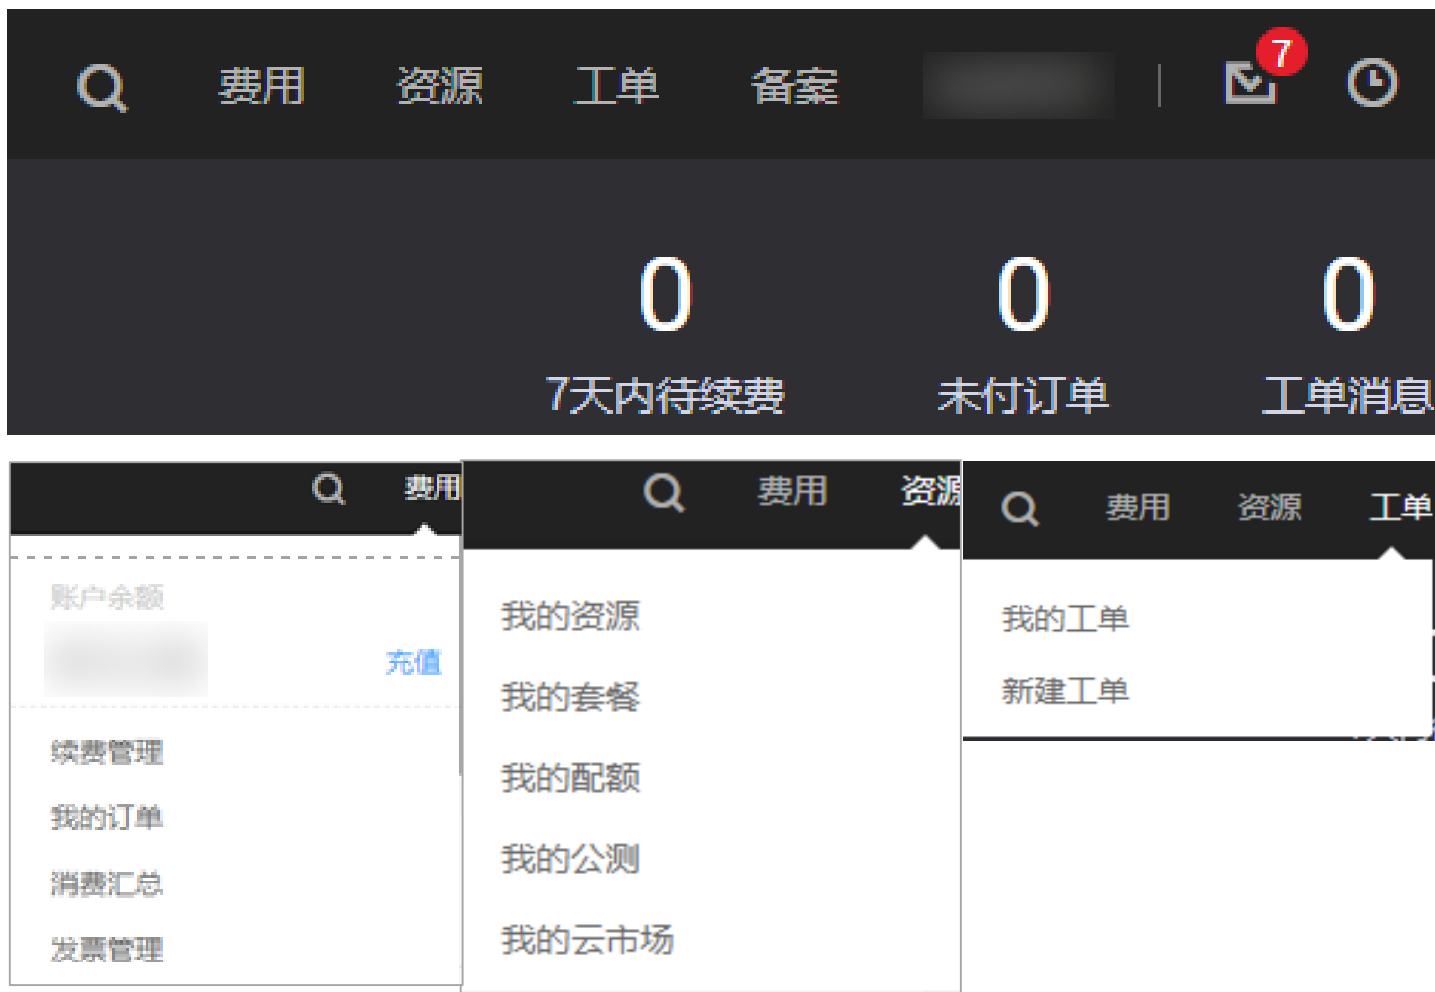 费用 资源 工单 备案 7
0 0 0
7天内待续费 未付订单 工单消息
费用
账户余额
充值
续费管理
我的订单
消费汇总
发票管理
费用 资源
我的资源
我的套餐
我的配额
我的公测
我的云市场
费用 资源 工单
我的工单
新建工单